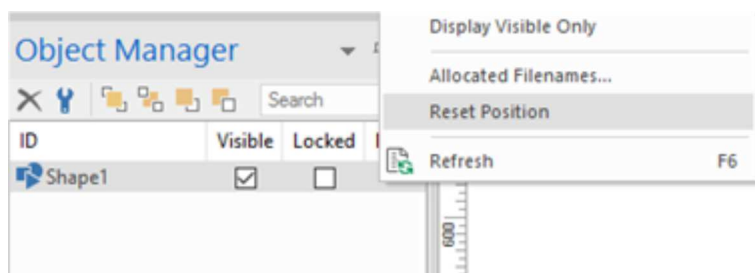 Object Manager
Search
ID Visible Locked
Shape1
Display Visible Only
Allocated Filenames...
Reset Position
Refresh F6
600